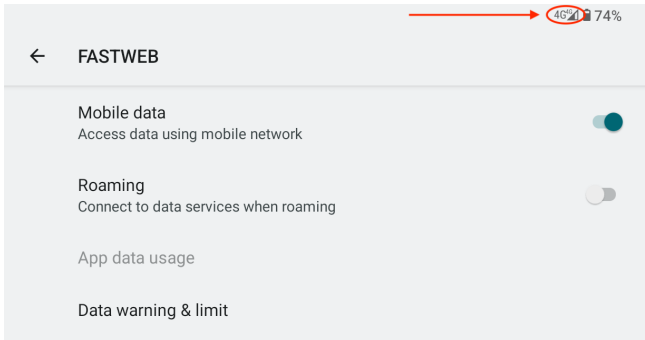 4G 4G 74%
FASTWEB
Mobile data
Access data using mobile network
Roaming
Connect to data services when roaming
App data usage
Data warning & limit